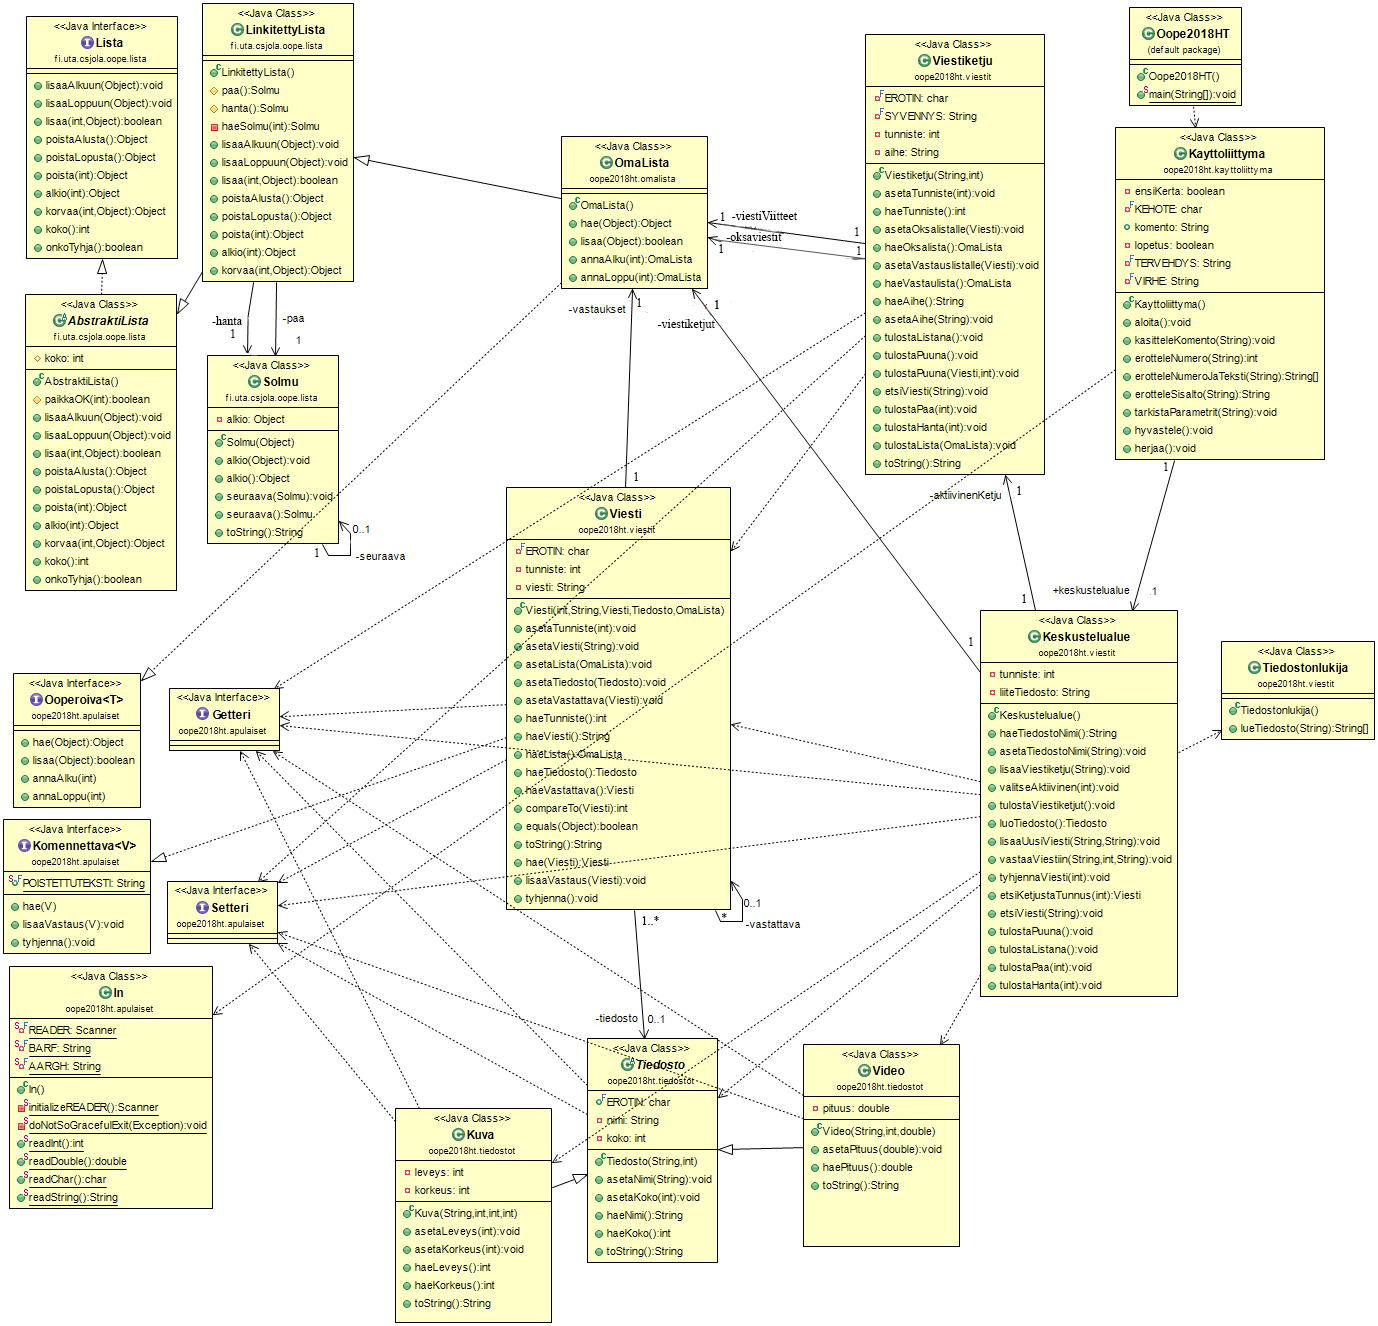 <<Java Interface>>
Lista
fi.uta.csjola.oope.lista
lisaaAlkuun(Object):void
lisaaLoppuun(Object):void
lisaa(int,Object):boolean
poistaAlusta():Object
poistaLopusta():Object
poista(int):Object
alkio(int):Object
korvaa(int,Object):Object
koko():int
onkoTyhja():boolean
<<Java Class>>
LinkitettyLista
fi.uta.csjola.oope.lista
LinkitettyLista()
paa():Solmu
hanta():Solmu
haeSolmu(int):Solmu
lisaaAlkuun(Object):void
lisaaLoppuun(Object):void
lisaa(int,Object):boolean
poistaAlusta():Object
poistaLopusta():Object
poista(int):Object
alkio(int):Object
korvaa(int,Object):Object
<<Java Class>>
AbstraktiLista
fi.uta.csjola.oope.lista
koko: int
AbstraktiLista()
paikkaOK(int):boolean
lisaaAlkuun(Object):void
lisaaLoppuun(Object):void
lisaa(int,Object):boolean
poistaAlusta():Object
poistaLopusta():Object
poista(int):Object
alkio(int):Object
korvaa(int,Object):Object
koko():int
onkoTyhja():boolean
-hanta
1
-paa
1
<<Java Class>>
Solmu
fi.uta.csjola.oope.lista
alkio: Object
Solmu(Object)
alkio(Object):void
alkio():Object
seuraava(Solmu):void
seuraava():Solmu
toString():String
0..1
1
-seuraava
<<Java Class>>
OmaLista
oope2018ht.omalista
OmaLista()
hae(Object):Object
lisaa(Object):boolean
annaAlku(int):OmaLista
annaLoppu(int):OmaLista
1 -viestiViitteet
1
-oksaviestit
1
1
-vastaukset
1
1
-viestiketjut
1
1
<<Java Class>>
Viestiketju
oope2018ht.viestit
EROTIN: char
SYVENNYS: String
tunniste: int
aihe: String
Viestiketju(String,int)
asetaTunniste(int):void
haeTunniste():int
asetaOksalistalle(Viesti):void
haeOksalista():OmaLista
asetaVastauslistalle(Viesti):void
haeVastaulista():OmaLista
haeAihe():String
asetaAihe(String):void
tulostaListana():void
tulostaPuuna():void
tulostaPuuna(Viesti,int):void
etsiViesti(String):void
tulostaPaa(int):void
tulostaHanta(int):void
tulostaLista(OmaLista):void
toString():String
<<Java Class>>
Oope2018HT
(default package)
Oope2018HT()
main(String[]):void
<<Java Class>>
Kayttoliittyma
oope2018ht.kayttoliittyma
ensiKerta: boolean
KEHOTE: char
komento: String
lopetus: boolean
TERVEHDYS: String
VIRHE: String
Kayttoliittyma()
aloita():void
kasitteleKomento(String):void
erotteleNumero(String):int
erotteleNumeroJaTeksti(String):String[]
erotteleSisalto(String):String
tarkistaParametrit(String):void
hyvastele():void
herjaa():void
-aktiivinenKetju
1
1
1
+keskustelualue
.1
<<Java Class>>
Viesti
oope2018ht.viestit
EROTIN: char
tunniste: int
viesti: String
Viesti(int,String,Viesti,Tiedosto,OmaLista)
asetaTunniste(int):void
asetaViesti(String):void
asetaLista(OmaLista):void
asetaTiedosto(Tiedosto):void
asetaVastattava(Viesti):void
haeTunniste():int
haeViesti():String
haeLista():OmaLista
haeTiedosto():Tiedosto
haeVastattava():Viesti
compareTo(Viesti):int
equals(Object):boolean
toString():String
hae(Viesti):Viesti
lisaaVastaus(Viesti):void
tyhjenna():void
0..1
*
-vastattava
1..*
-tiedosto
0..1
<<Java Class>>
Keskustelualue
oope2018ht.viestit
tunniste: int
liiteTiedosto: String
Keskustelualue()
haeTiedostoNimi():String
asetaTiedostoNimi(String):void
lisaaViestiketju(String):void
valitseAktiivinen(int):void
tulostaViestiketjut():void
luoTiedosto():Tiedosto
lisaaUusiViesti(String,String):void
vastaaViestiin(String,int,String):void
tyhjennaViesti(int):void
etsiKetjustaTunnus(int):Viesti
etsiViesti(String):void
tulostaPuuna():void
tulostaListana():void
tulostaPaa(int):void
tulostaHanta(int):void
<<Java Class>>
Tiedostonlukija
oope2018ht.viestit
Tiedostonlukija()
lueTiedosto(String):String[]
<<Java Interface>>
Ooperoiva<T>
oope2018ht.apulaiset
hae(Object):Object
lisaa(Object):boolean
annaAlku(int)
annaLoppu(int)
<<Java Interface>>
Getteri
oope2018ht.apulaiset
<<Java Interface>>
Komennettava<V>
oope2018ht.apulaiset
POISTETTUTEKSTI: String
hae(V)
lisaaVastaus(V):void
tyhjenna():void
<<Java Interface>>
Setteri
oope2018ht.apulaiset
<<Java Class>>
In
oope2018ht.apulaiset
READER: Scanner
BARF: String
AARGH: String
In()
initializeREADER():Scanner
doNotSoGracefulExit(Exception):void
readInt():int
readDouble():double
readChar():char
readString():String
<<Java Class>>
Kuva
oope2018ht.tiedostot
leveys: int
korkeus: int
Kuva(String,int,int,int)
asetaLeveys(int):void
asetaKorkeus(int):void
haeLeveys():int
haeKorkeus():int
toString():String
<<Java Class>>
Tiedosto
oope2018ht.tiedostot
EROTIN: char
nimi: String
koko: int
Tiedosto(String,int)
asetaNimi(String):void
asetaKoko(int):void
haeNimi():String
haeKoko():int
toString():String
<<Java Class>>
Video
oope2018ht.tiedostot
pituus: double
Video(String,int,double)
asetaPituus(double):void
haePituus():double
toString():String